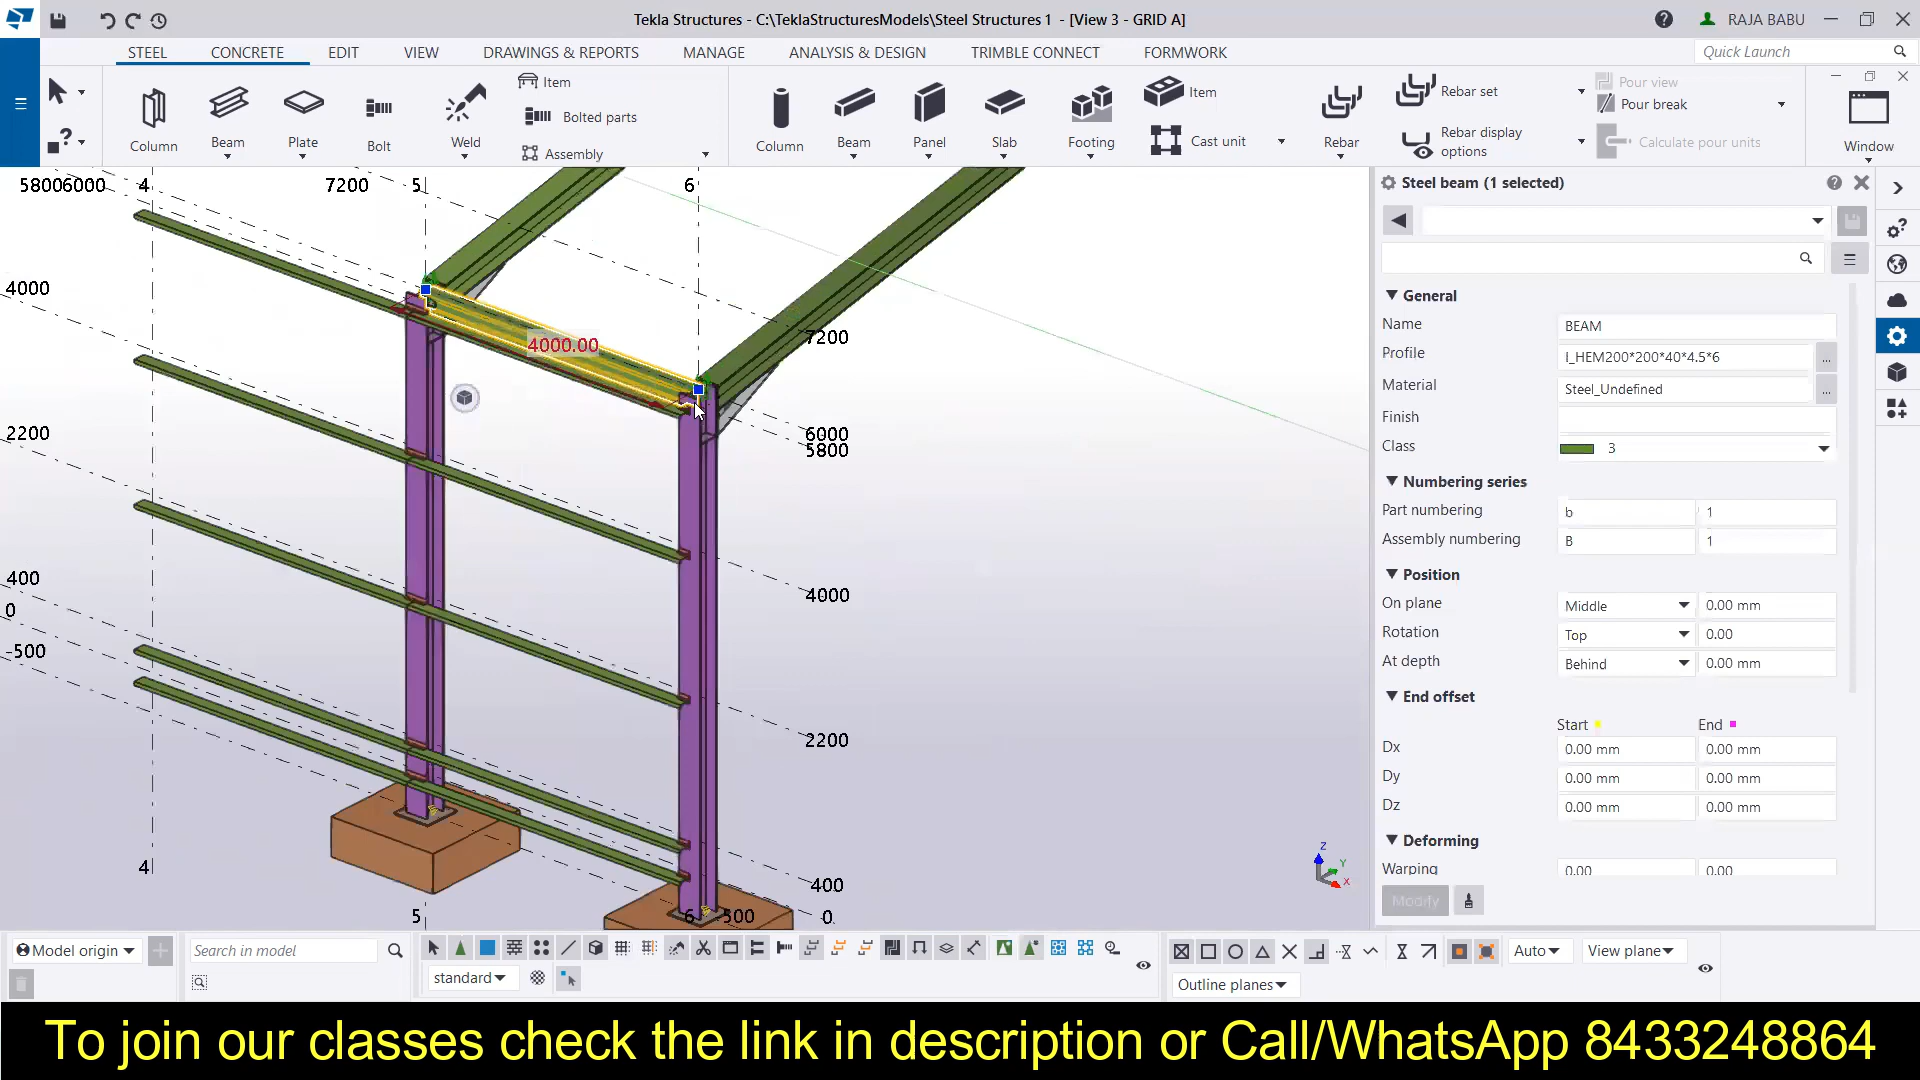 Tekla Structures - C:\TeklaStructuresModels\Steel Structures 1 - [View 3 - GRID A]
RAJA BABU
STEEL CONCRETE EDIT VIEW DRAWINGS & REPORTS MANAGE ANALYSIS & DESIGN TRIMBLE CONNECT FORMWORK
Quick Launch
Column
Beam
Plate
Bolt
Weld
Item
Bolted parts
Assembly
Column
Beam
Panel
Slab
Footing
Item
Cast unit
Rebar
Rebar set
Rebar display
options
Pour view
Pour break
Calculate pour units
Window
58006000 4 7200 5 6
4000
2200
400
0
-500
4
5
6 500
4000.00
7200
6000
5800
4000
2200
400
0
Z
Y
X
Steel beam (1 selected)
General
Name BEAM
Profile I_HEM200*200*40*4.5*6 ...
Material Steel_Undefined ...
Finish
Class 3
Numbering series
Part numbering b 1
Assembly numbering B 1
Position
On plane Middle 0.00 mm
Rotation Top 0.00
At depth Behind 0.00 mm
End offset
Start End
Dx 0.00 mm 0.00 mm
Dy 0.00 mm 0.00 mm
Dz 0.00 mm 0.00 mm
Deforming
Warping 0.00 0.00
Modify
Model origin
Search in model
standard
Auto
View plane
Outline planes
To join our classes check the link in description or Call/WhatsApp 8433248864